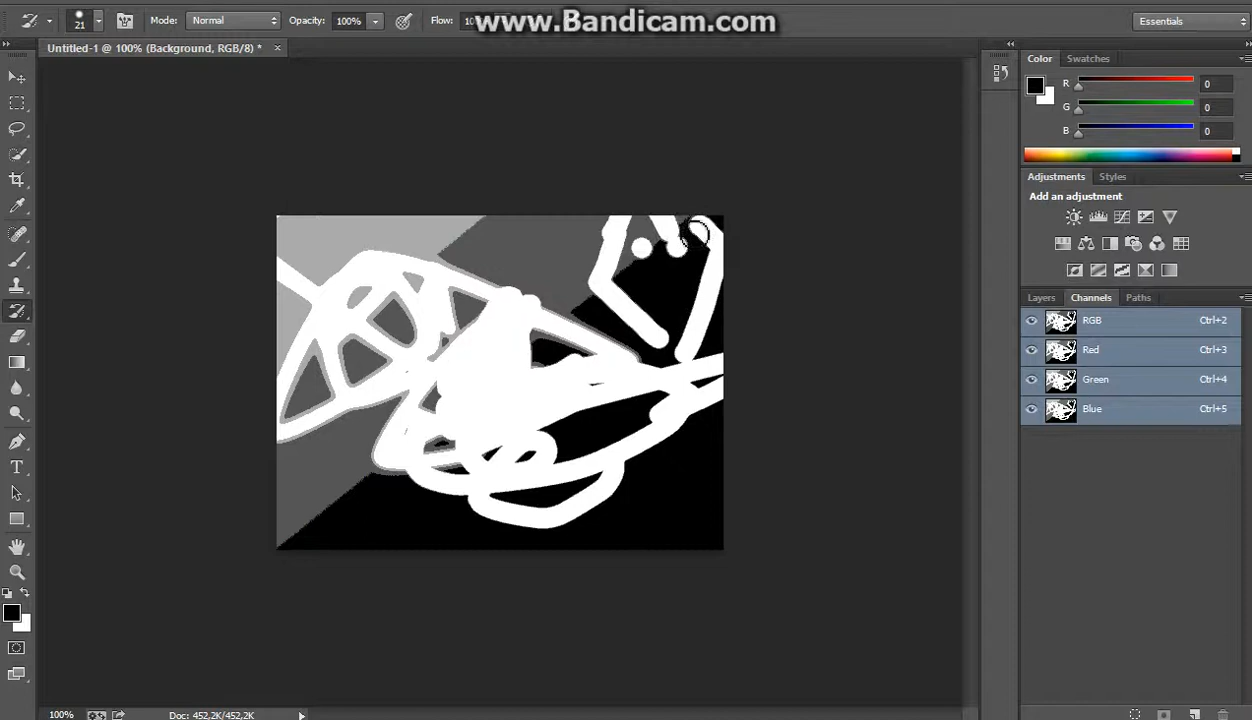 21 Mode: Normal Opacity: 100% Flow: www.Bandicam.com Essentials
Untitled-1 @ 100% (Background, RGB/8) * ×
Color Swatches
R 0
G 0
B 0
Adjustments Styles
Add an adjustment
Layers Channels Paths
RGB Ctrl+2
Red Ctrl+3
Green Ctrl+4
Blue Ctrl+5
T
100% Doc: 452,2K/452,2K